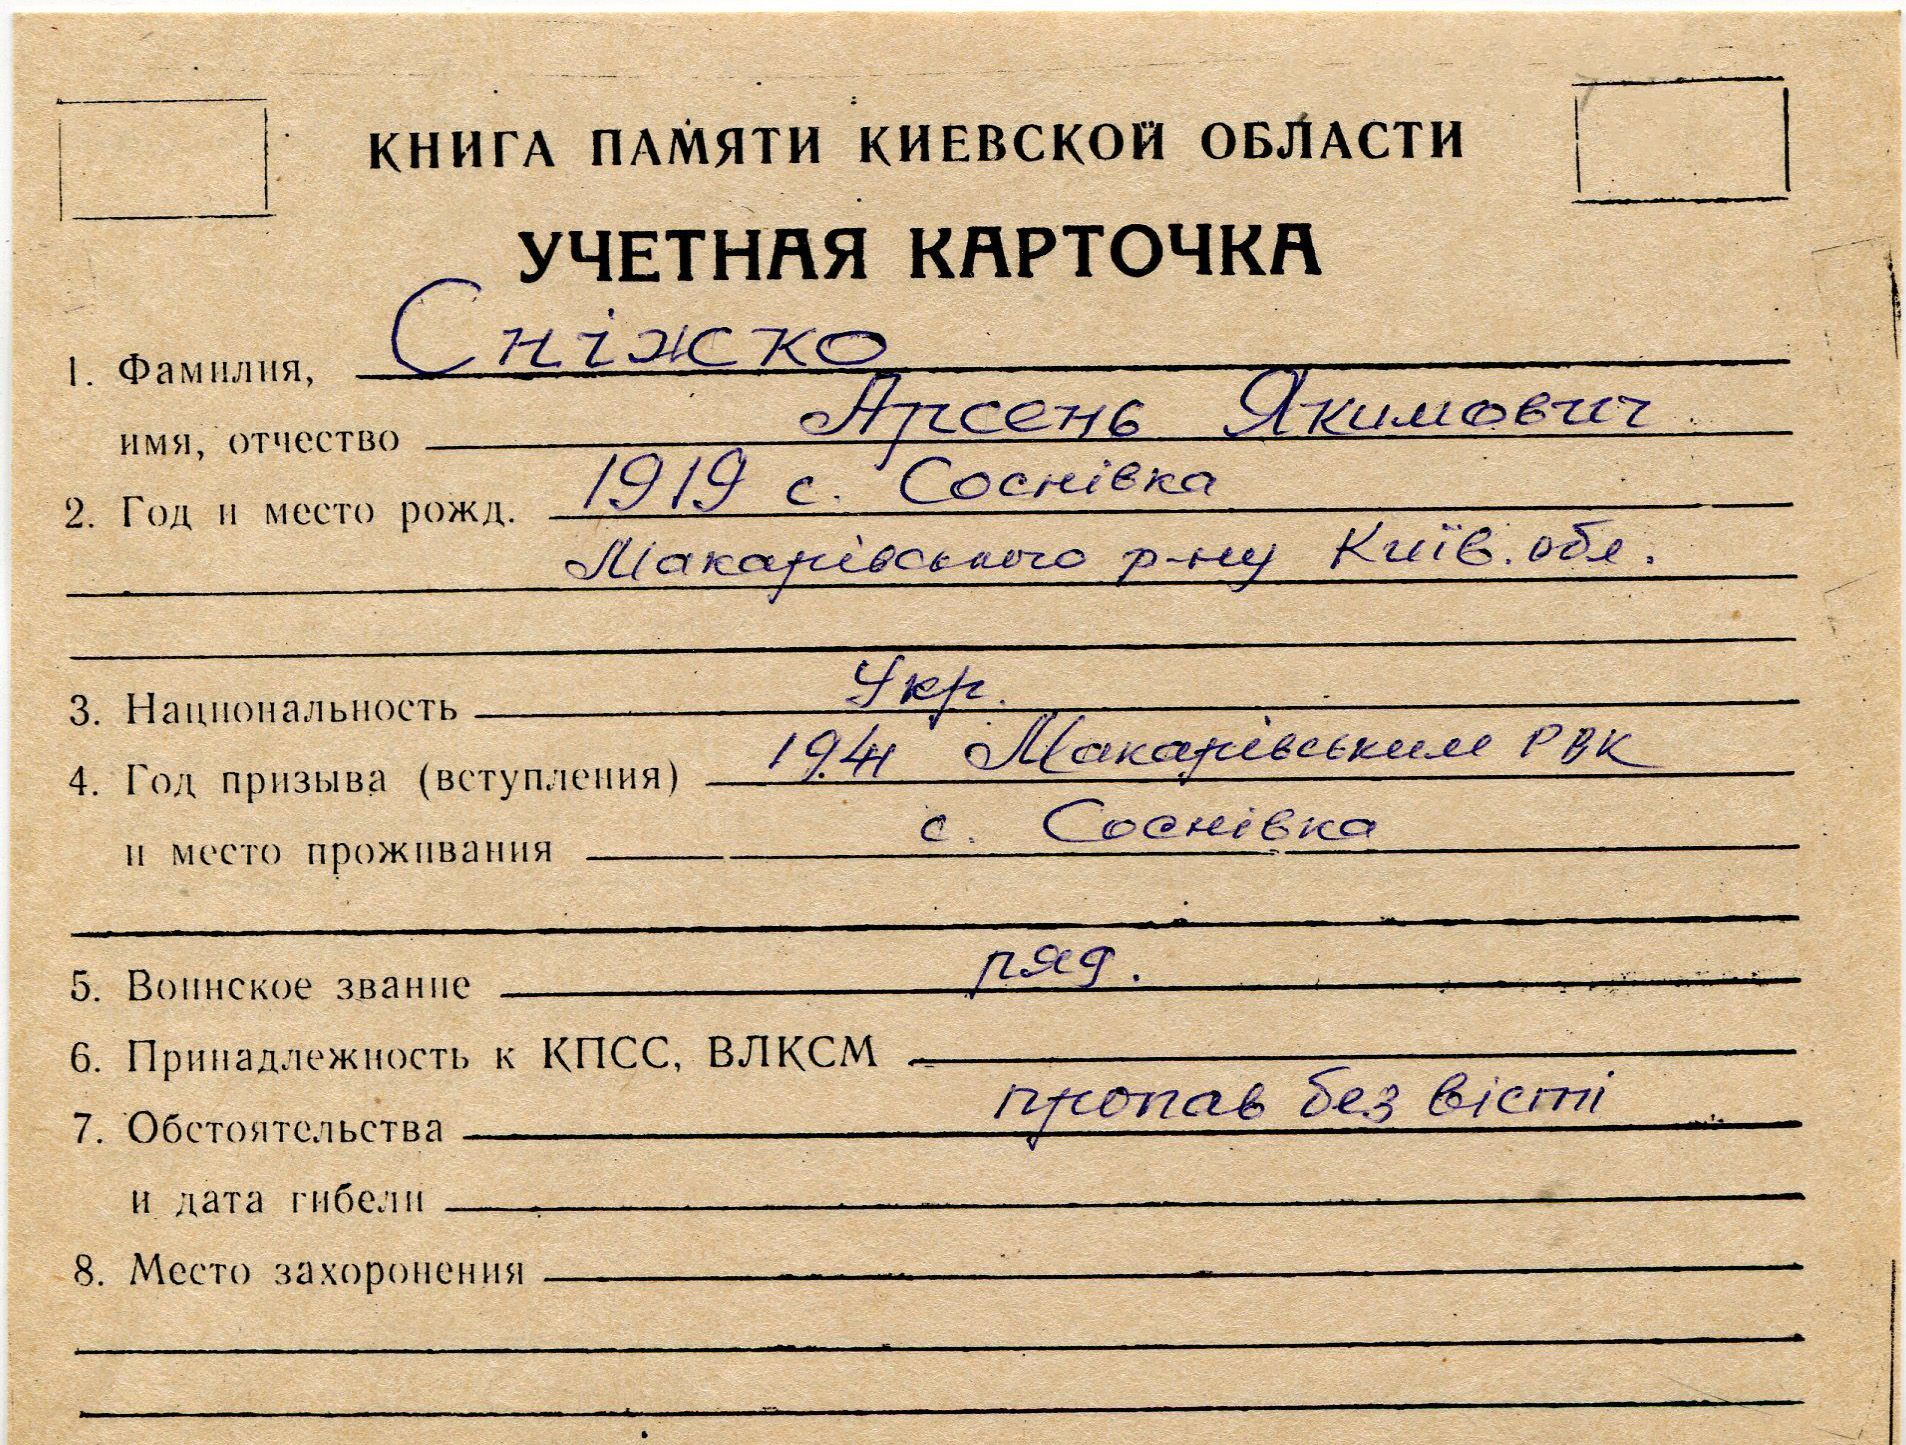 КНИГА ПАМЯТИ КИЕВСКОЙ ОБЛАСТИ
УЧЕТНАЯ КАРТОЧКА
1. Фамилия, Сніжко
имя, отчество Арсень Якимович
2. Год и место рожд. 1919 с. Соснівка
Макарівського р-ну Київ. обл.
3. Национальность Укр.
4. Год призыва (вступления) 1941 Макарівським РВК
и место проживания с. Соснівка
5. Воинское звание ряд.
6. Принадлежность к КПСС, ВЛКСМ
7. Обстоятельства пропав без вісті
и дата гибели
8. Место захоронения